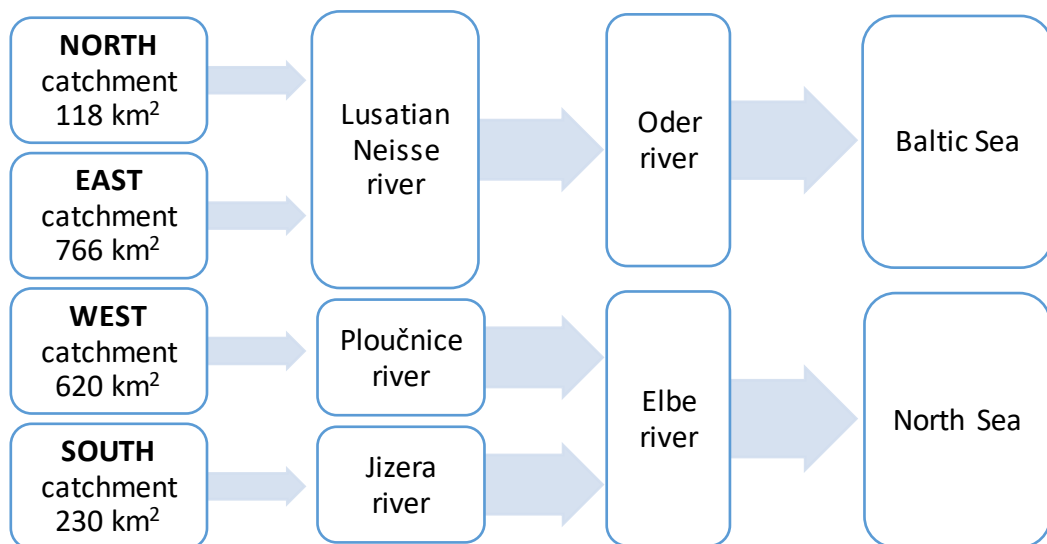 NORTH
catchment
118 km²
EAST
catchment
766 km²
WEST
catchment
620 km²
SOUTH
catchment
230 km²
Lusatian
Neisse
river
Ploučnice
river
Jizera
river
Oder
river
Elbe
river
Baltic Sea
North Sea